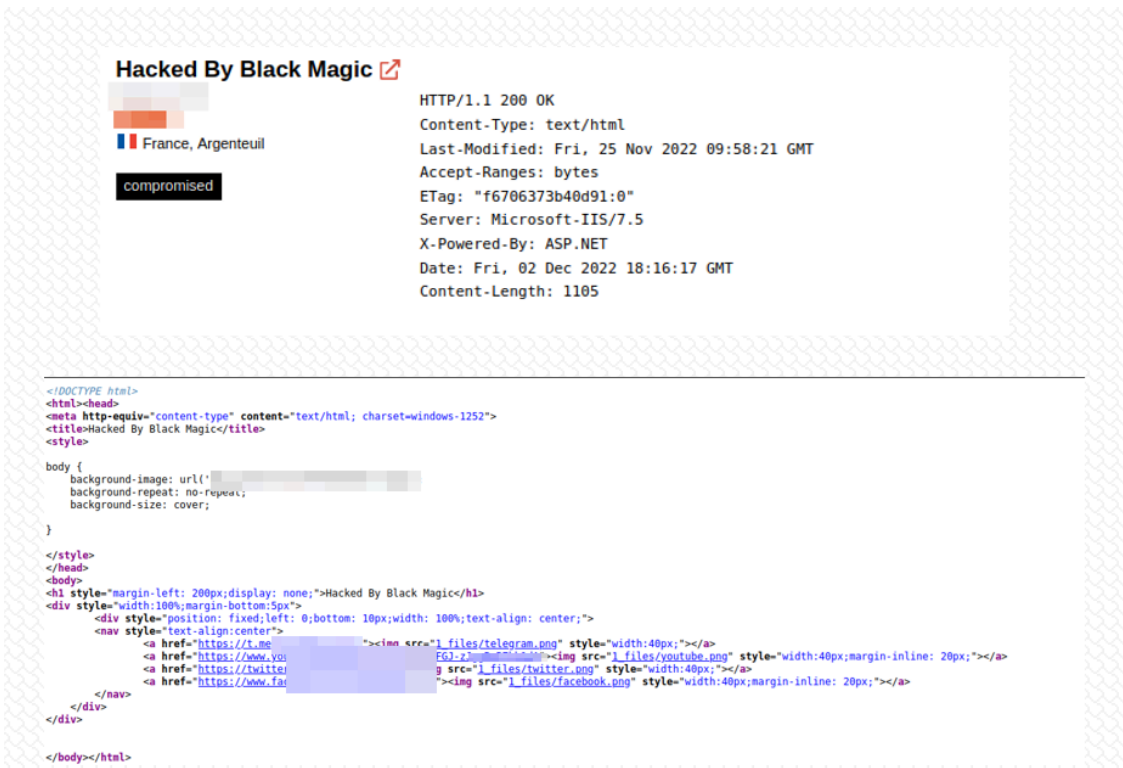 Hacked By Black Magic
France, Argenteuil
compromised
HTTP/1.1 200 OK
Content-Type: text/html
Last-Modified: Fri, 25 Nov 2022 09:58:21 GMT
Accept-Ranges: bytes
ETag: "f6706373b40d91:0"
Server: Microsoft-IIS/7.5
X-Powered-By: ASP.NET
Date: Fri, 02 Dec 2022 18:16:17 GMT
Content-Length: 1105
<!DOCTYPE html>
<html><head>
<meta http-equiv="content-type" content="text/html; charset=windows-1252">
<title>Hacked By Black Magic</title>
<style>
body {
background-image: url('
background-repeat: no-repeat;
background-size: cover;
}
</style>
</head>
<body>
<h1 style="margin-left: 200px;display: none;">Hacked By Black Magic</h1>
<div style="width:100%;margin-bottom:5px">
<div style="position: fixed;left: 0;bottom: 10px;width: 100%;text-align: center;">
<nav style="text-align:center">
<a href="https://t.me "><img src="1_files/telegram.png" style="width:40px;"></a>
<a href="https://www.you FGJ-z "><img src="1_files/youtube.png" style="width:40px;margin-inline: 20px;"></a>
<a href="https://twitter g src="1_files/twitter.png" style="width:40px;"></a>
<a href="https://www.fac "><img src="1_files/facebook.png" style="width:40px;margin-inline: 20px;"></a>
</nav>
</div>
</div>
</body></html>